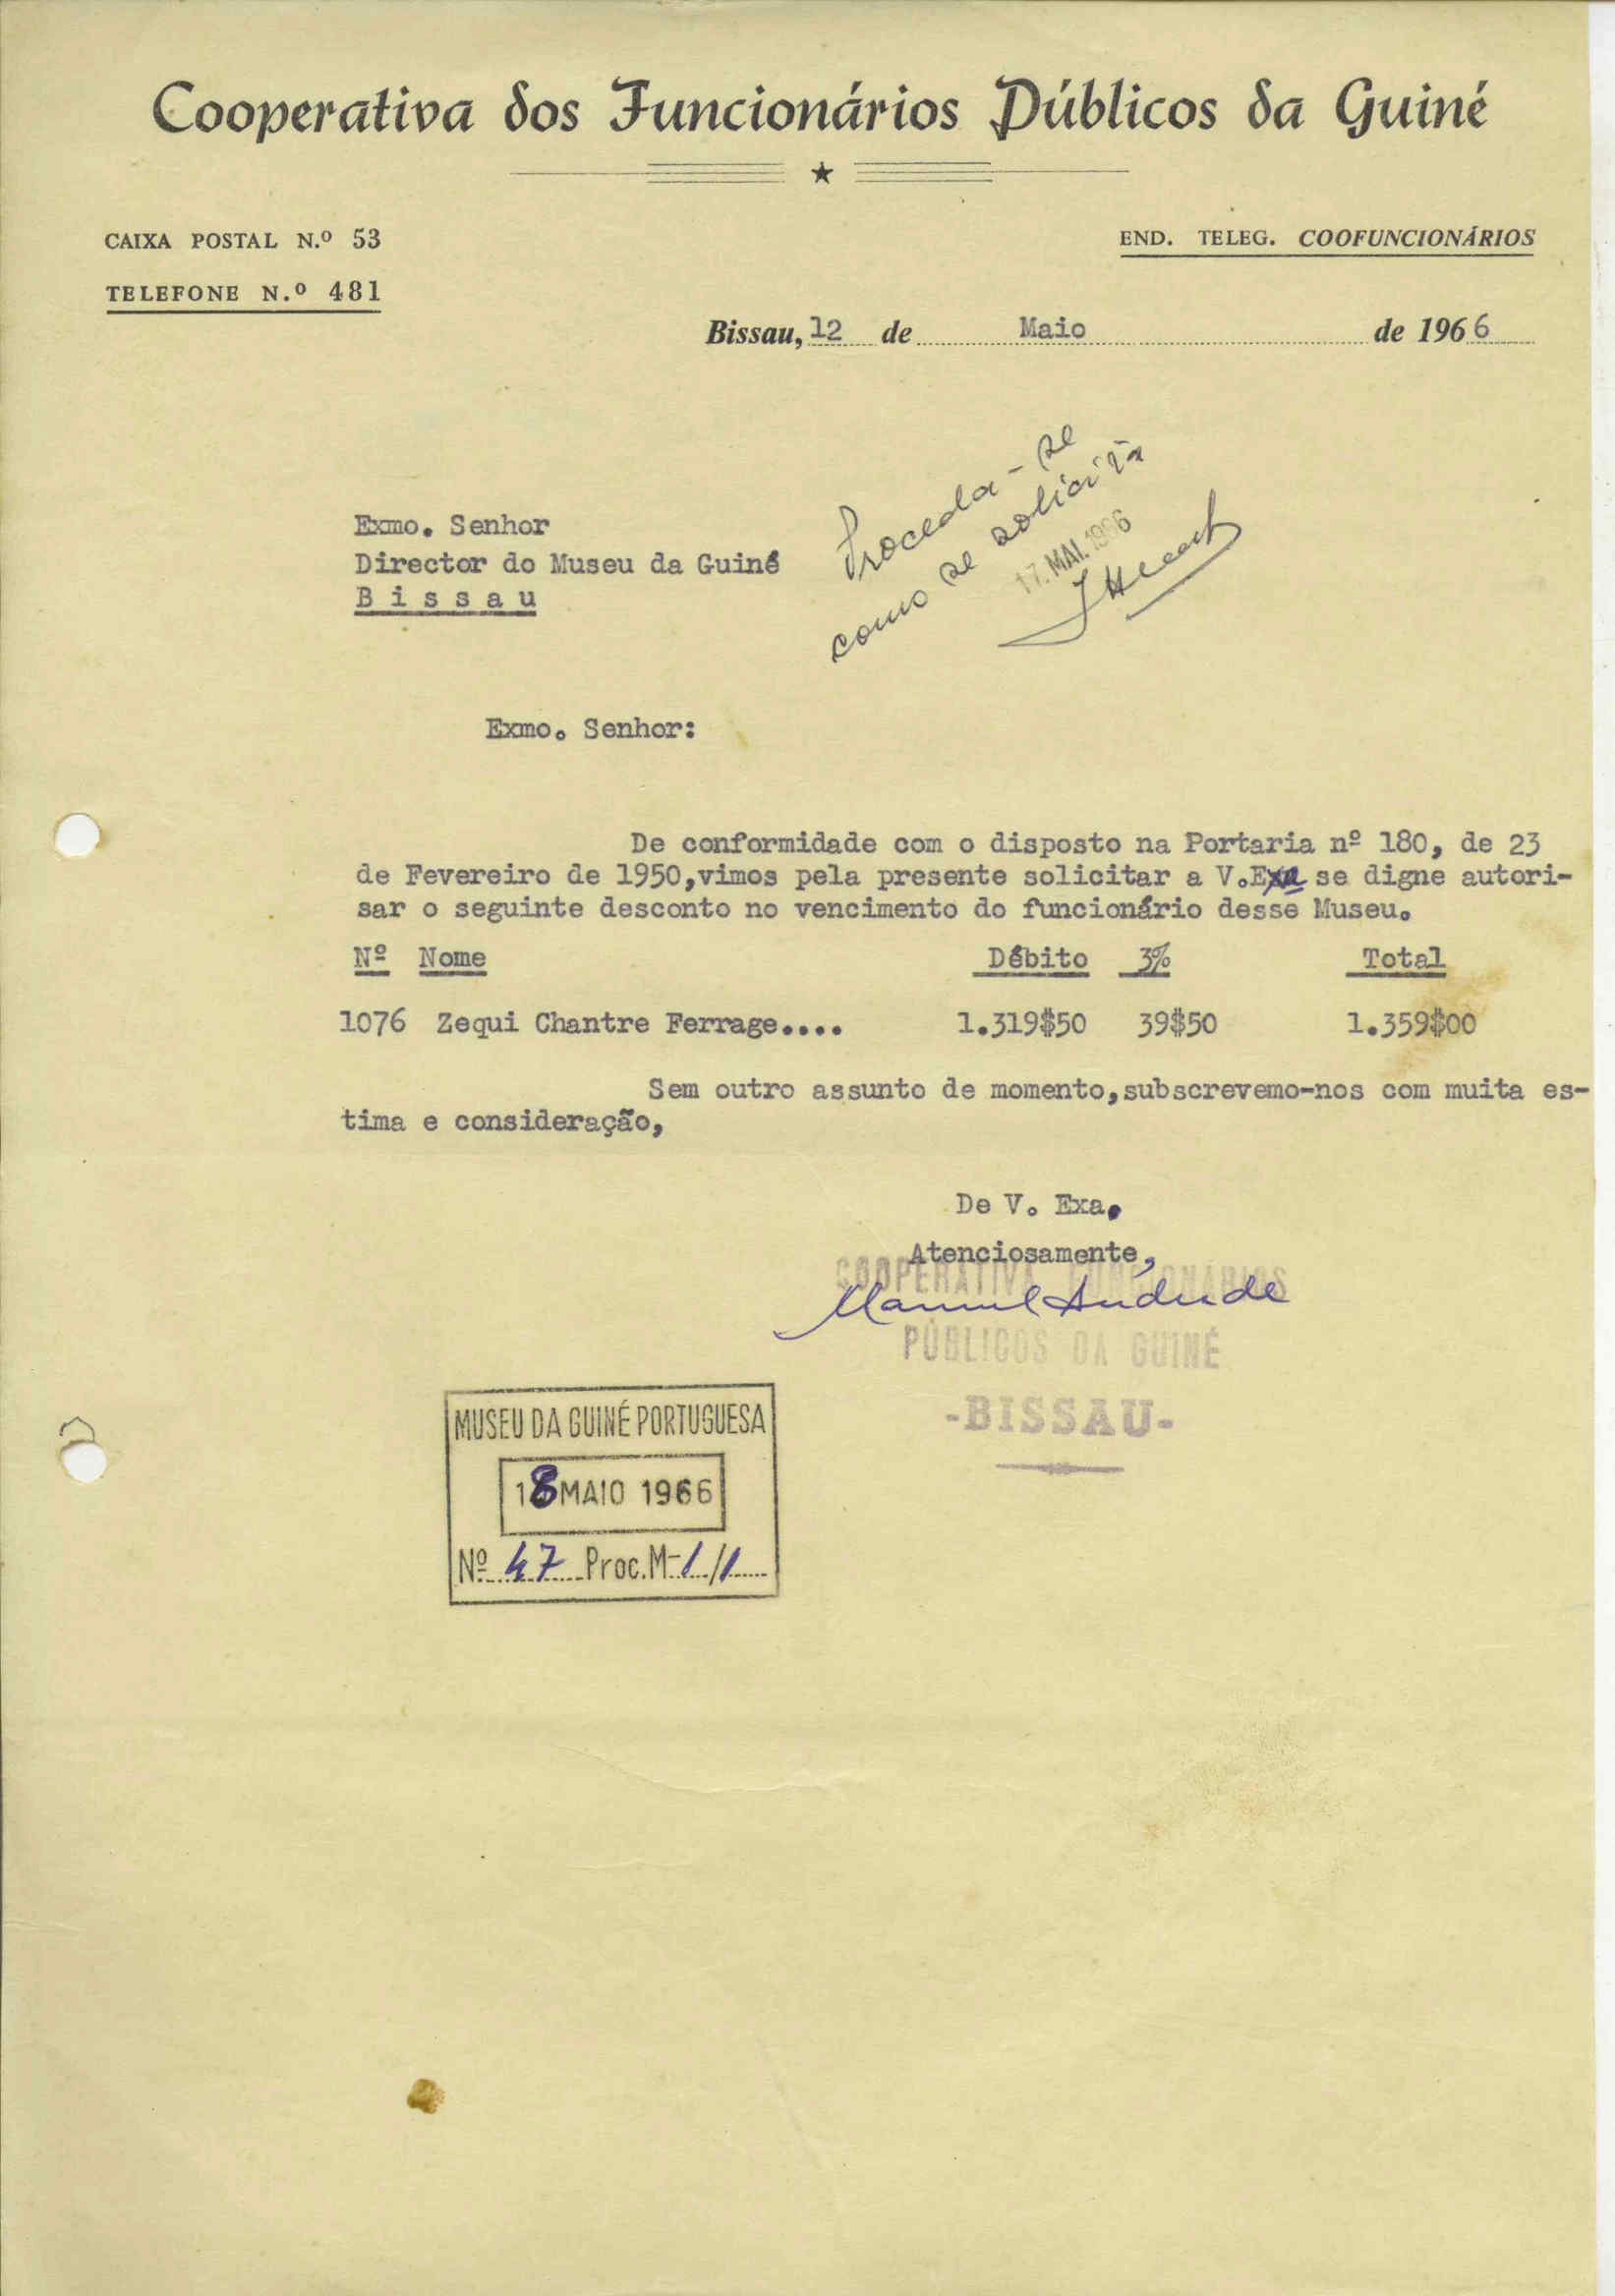 Cooperativa dos Funcionários Públicos da Guiné
CAIXA POSTAL N.º 53
END. TELEG. COOFUNCIONÁRIOS
TELEFONE N.º 481
Bissau, 12 de Maio de 1966
Proceda-se
como se solicita
17. MAI. 1966
Exmo. Senhor
Director do Museu da Guiné
Bissau
Exmo. Senhor:
De conformidade com o disposto na Portaria nº 180, de 23
de Fevereiro de 1950,vimos pela presente solicitar a V.Exa se digne autori-
sar o seguinte desconto no vencimento do funcionário desse Museu.
Nº Nome Débito 3% Total
1076 Zequi Chantre Ferrage.... 1.319$50 39$50 1.359$00
Sem outro assunto de momento,subscrevemo-nos com muita es-
tima e consideração,
De V. Exa.
Atenciosamente,
COOPERATIVA FUNCIONÁRIOS
Manuel Andrade
PÚBLICOS DA GUINÉ
-BISSAU-
MUSEU DA GUINÉ PORTUGUESA
18 MAIO 1966
Nº 47 Proc. M-1/1